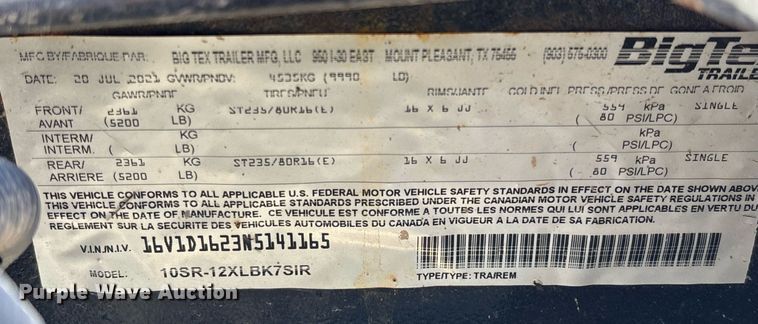 MFG BY/FABRIQUE PAR: BIG TEX TRAILER MFG, LLC 950 I-30 EAST MOUNT PLEASANT, TX 75455 (903) 575-0300 BigTex
TRAILE
DATE: 20 JUL 2021 GVWR/PNBV: 4535KG (9990 LB)
GAWR/PNBE TIRES/PNEU RIMS/JANTE COLD INFL PRESS/PRESS DE GONF A FROID
FRONT/ 2361 KG ST235/80R16(E) 16 X 6 JJ 559 kPa SINGLE
AVANT (5200 LB) ( 80 PSI/LPC)
INTERM/ KG kPa
INTERM/ ( LB) ( PSI/LPC)
REAR/ 2361 KG ST235/80R16(E) 16 X 6 JJ 559 kPa SINGLE
ARRIERE (5200 LB) ( 80 PSI/LPC)
THIS VEHICLE CONFORMS TO ALL APPLICABLE U.S. FEDERAL MOTOR VEHICLE SAFETY STANDARDS IN EFFECT ON THE DATE SHOWN ABOVE
THIS VEHICLE CONFORMS TO ALL APPLICABLE STANDARDS PRESCRIBED UNDER THE CANADIAN MOTOR VEHICLE SAFETY REGULATIONS IN
EFFECT ON THE DATE OF MANUFACTURE. CE VEHICULE EST CONFORME A TOUTES LES NORMES QUI LUI SONT APPLICABLES EN VERTU DU
REGLEMENT SUR LA SECURITE DES VEHICULES AUTOMOBILES DU CANADA EN VIGUEUR A LA DATE DE SA FABRICATION.
V.I.N./N.I.V. 16V1D1623N5141165
MODEL: 10SR-12XLBK7SIR TYPE/TYPE: TRA/REM
Purple Wave Auction